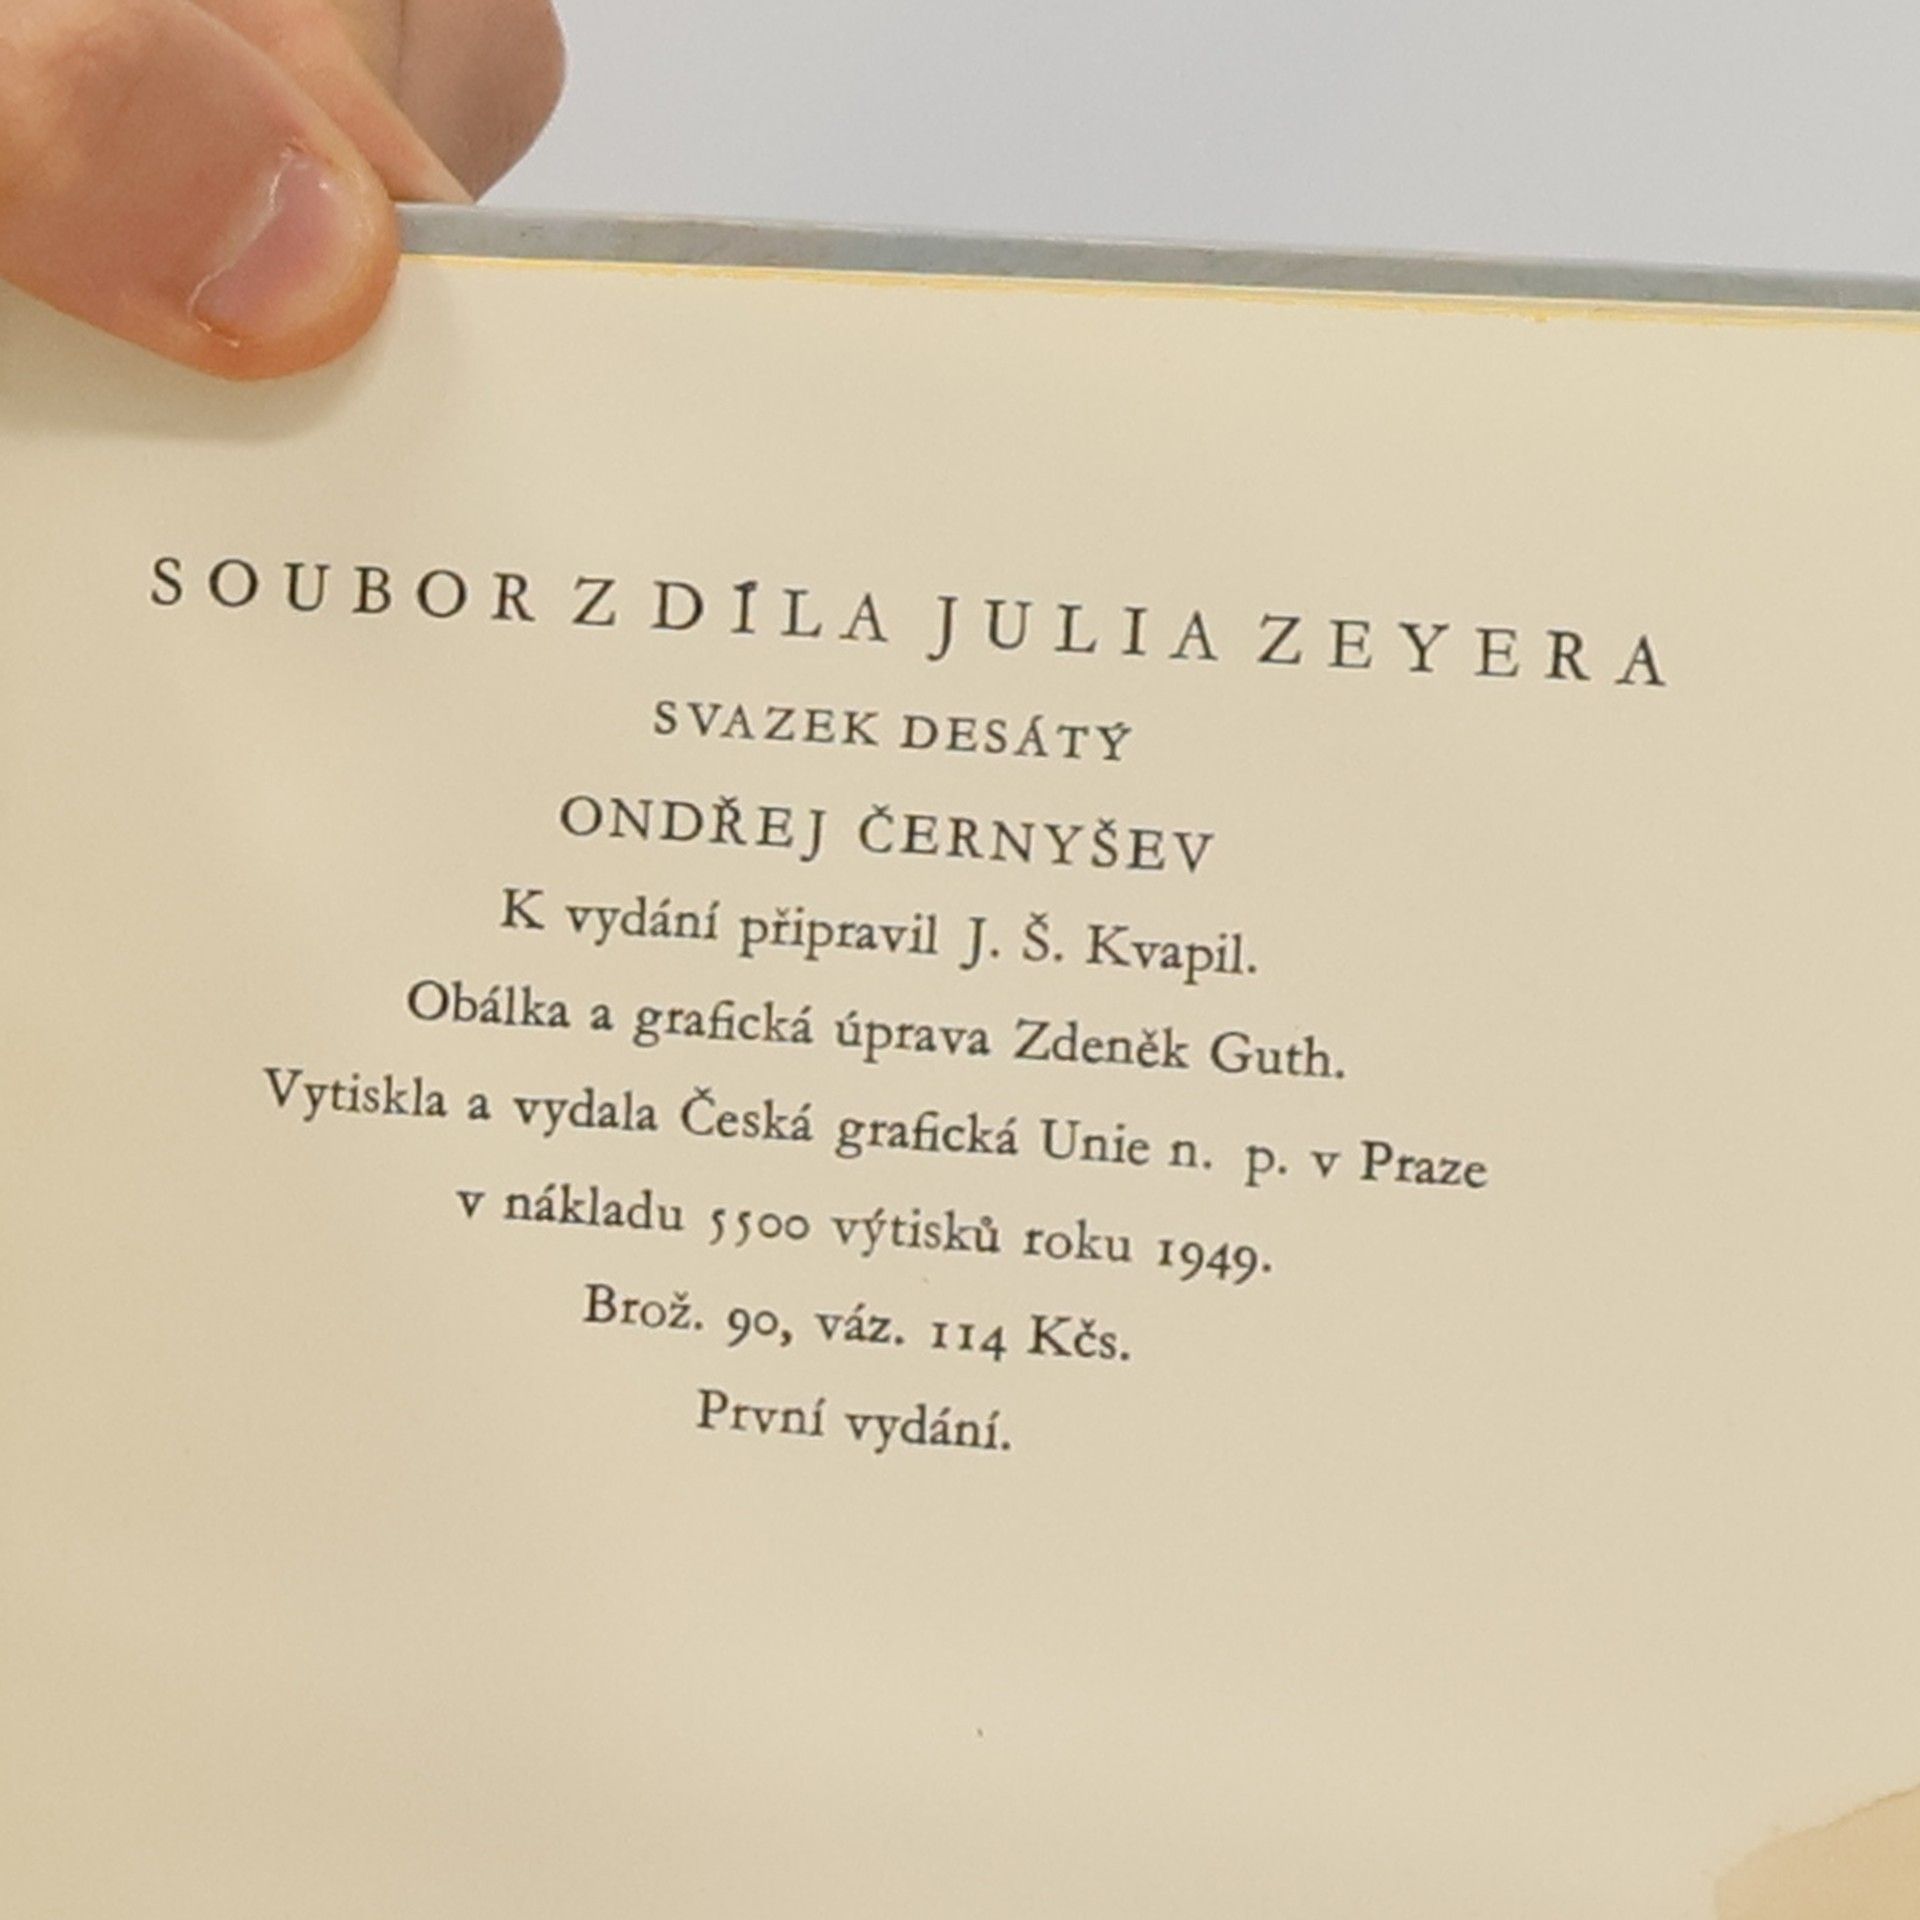 SOUBOR Z DÍLA JULIA ZEYERA
SVAZEK DESÁTÝ
ONDŘEJ ČERNYŠEV
K vydání připravil J. Š. Kvapil.
Obálka a grafická úprava Zdeněk Guth.
Vytiskla a vydala Česká grafická Unie n. p. v Praze
v nákladu 5500 výtisků roku 1949.
Brož. 90, váz. 114 Kčs.
První vydání.